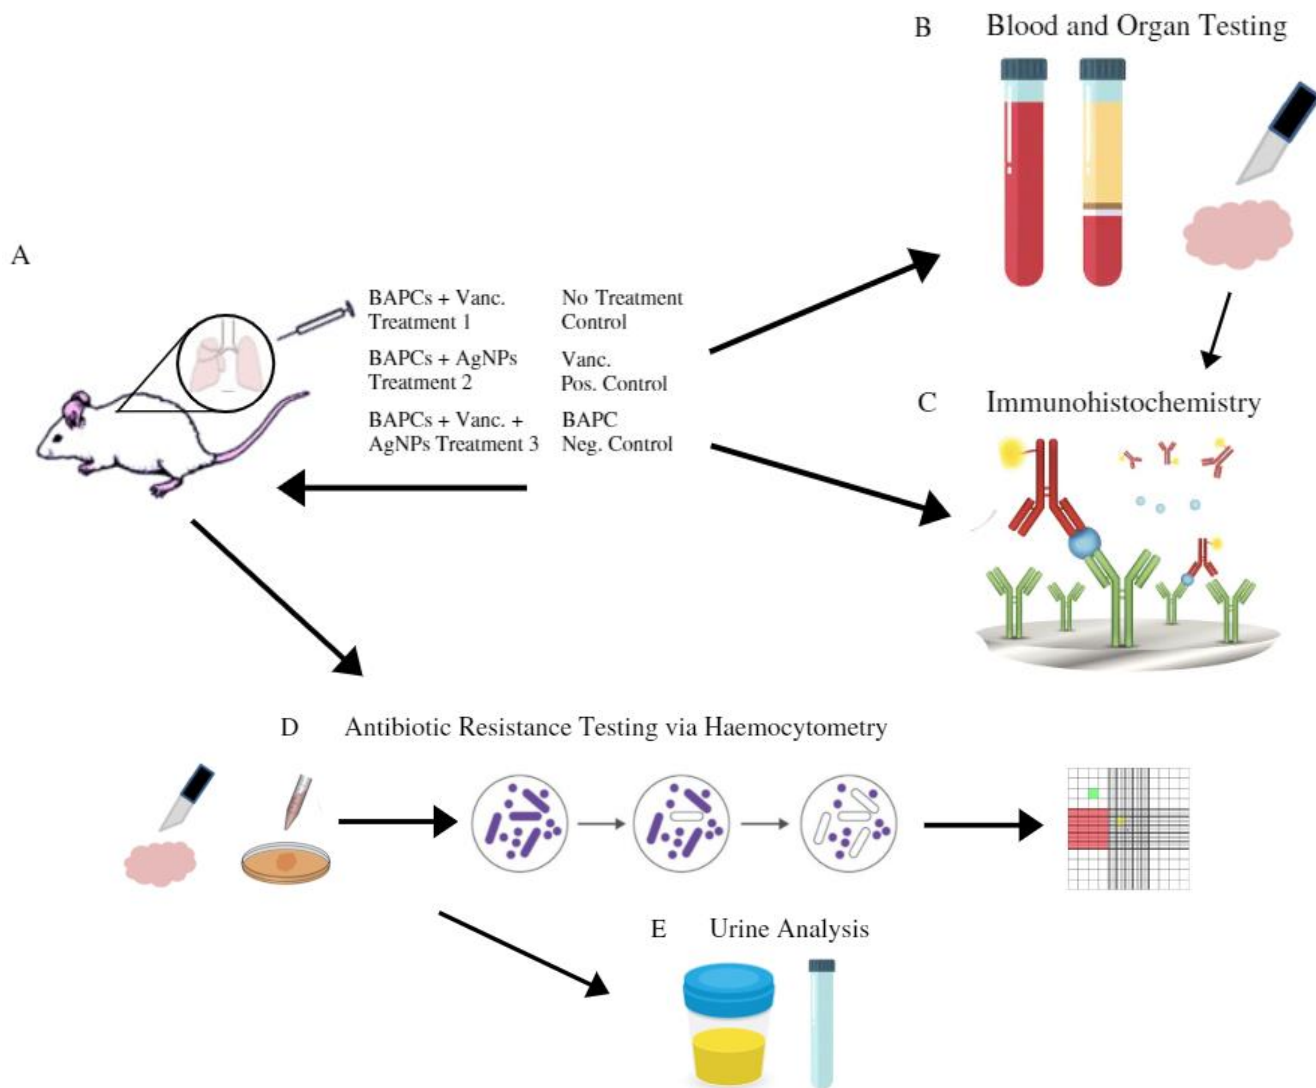 A
BAPCs + Vanc.
Treatment 1
No Treatment
Control
BAPCs + AgNPs
Treatment 2
Vanc.
Pos. Control
BAPCs + Vanc. +
AgNPs Treatment 3
BAPC
Neg. Control
B Blood and Organ Testing
C Immunohistochemistry
D Antibiotic Resistance Testing via Haemocytometry
E Urine Analysis